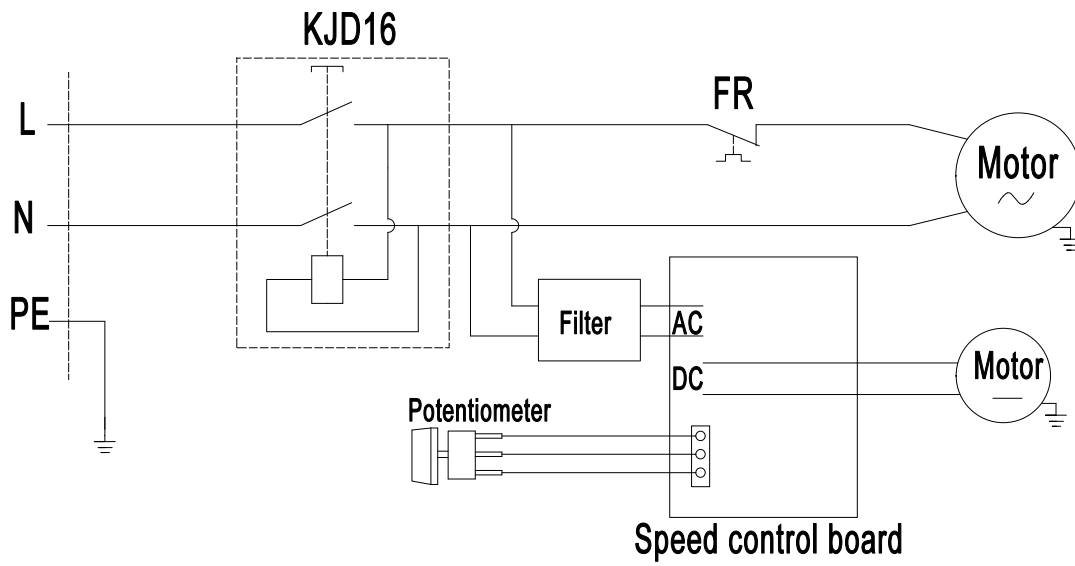 KJD16
L
FR
Motor
N
PE
Filter
AC
Motor
DC
Potentiometer
Speed control board